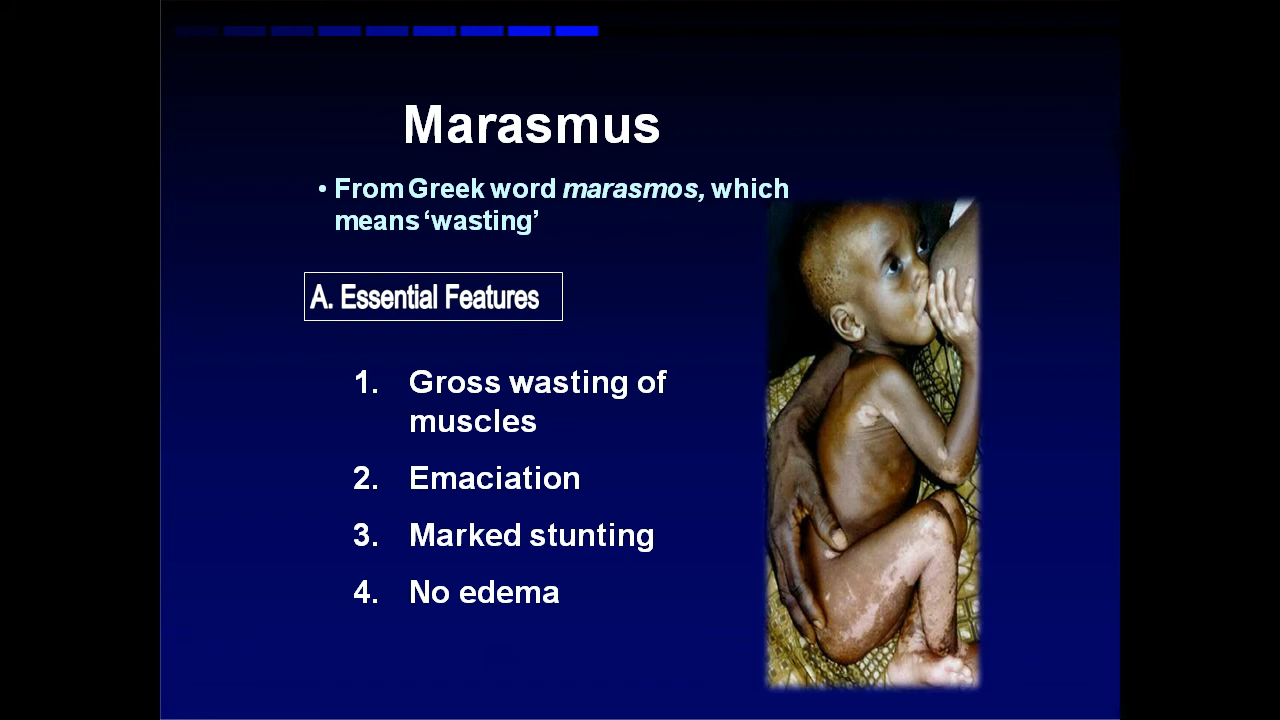 Marasmus
• From Greek word marasmos, which
means ‘wasting’
A. Essential Features
1. Gross wasting of
muscles
2. Emaciation
3. Marked stunting
4. No edema